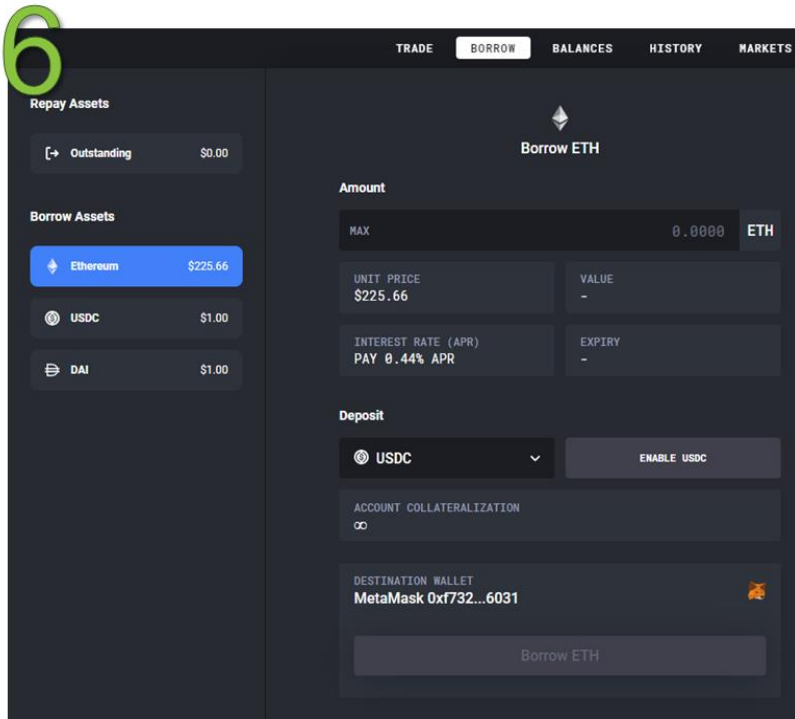 6
TRADE BORROW BALANCES HISTORY MARKETS
Repay Assets
Outstanding $0.00
Borrow Assets
Ethereum $225.66
USDC $1.00
DAI $1.00
Borrow ETH
Amount
MAX 0.0000 ETH
UNIT PRICE VALUE
$225.66 -
INTEREST RATE (APR) EXPIRY
PAY 0.44% APR -
Deposit
USDC ENABLE USDC
ACCOUNT COLLATERALIZATION
∞
DESTINATION WALLET
MetaMask 0xf732...6031
Borrow ETH